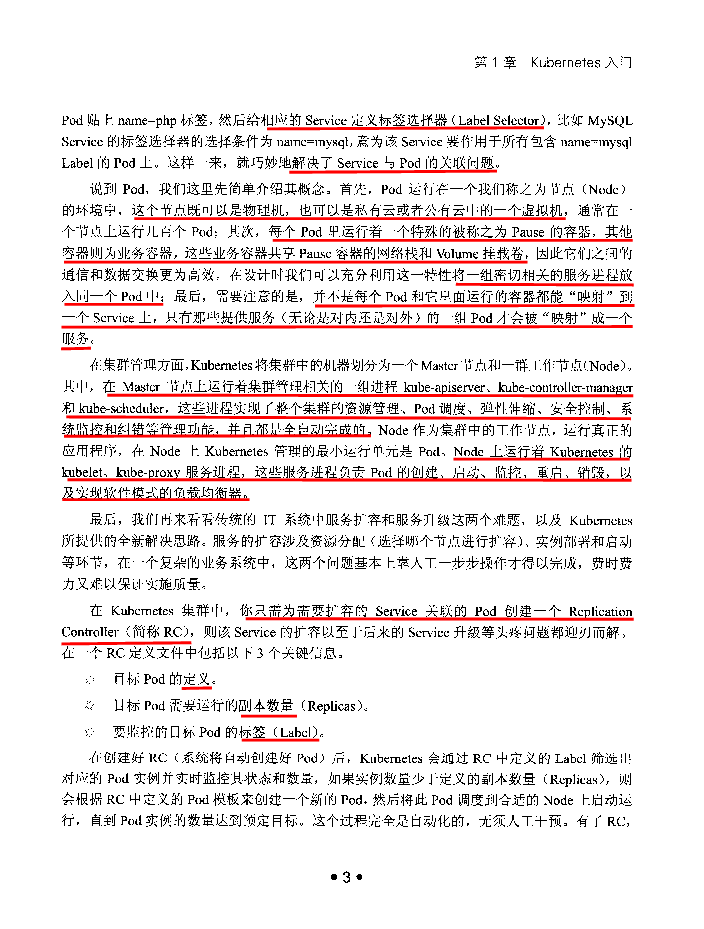 第 1 章 Kubernetes 入门
Pod 贴上 name=php 标签，然后给相应的 Service 定义标签选择器（Label Selector），比如 MySQL
Service 的标签选择器的选择条件为 name=mysql，意为该 Service 要作用于所有包含 name=mysql
Label 的 Pod 上。这样一来，就巧妙地解决了 Service 与 Pod 的关联问题。
说到 Pod，我们这里先简单介绍其概念。首先，Pod 运行在一个我们称之为节点（Node）
的环境中，这个节点既可以是物理机，也可以是私有云或者公有云中的一个虚拟机，通常在一
个节点上运行几百个 Pod；其次，每个 Pod 里运行着一个特殊的被称之为 Pause 的容器，其他
容器则为业务容器，这些业务容器共享 Pause 容器的网络栈和 Volume 挂载卷，因此它们之间的
通信和数据交换更为高效，在设计时我们可以充分利用这一特性将一组密切相关的服务进程放
入同一个 Pod 中；最后，需要注意的是，并不是每个 Pod 和它里面运行的容器都能“映射”到
一个 Service 上，只有那些提供服务（无论是对内还是对外）的一组 Pod 才会被“映射”成一个
服务。
在集群管理方面，Kubernetes 将集群中的机器划分为一个 Master 节点和一群工作节点（Node）。
其中，在 Master 节点上运行着集群管理相关的一组进程 kube-apiserver、kube-controller-manager
和 kube-scheduler，这些进程实现了整个集群的资源管理、Pod 调度、弹性伸缩、安全控制、系
统监控和纠错等管理功能，并且都是全自动完成的。Node 作为集群中的工作节点，运行真正的
应用程序，在 Node 上 Kubernetes 管理的最小运行单元是 Pod。Node 上运行着 Kubernetes 的
kubelet、kube-proxy 服务进程，这些服务进程负责 Pod 的创建、启动、监控、重启、销毁，以
及实现软件模式的负载均衡器。
最后，我们再来看看传统的 IT 系统中服务扩容和服务升级这两个难题，以及 Kubernetes
所提供的全新解决思路。服务的扩容涉及资源分配（选择哪个节点进行扩容）、实例部署和启动
等环节，在一个复杂的业务系统中，这两个问题基本上靠人工一步步操作才得以完成，费时费
力又难以保证实施质量。
在 Kubernetes 集群中，你只需为需要扩容的 Service 关联的 Pod 创建一个 Replication
Controller（简称 RC），则该 Service 的扩容以至于后来的 Service 升级等头疼问题都迎刃而解。
在一个 RC 定义文件中包括以下 3 个关键信息。
目标 Pod 的定义。
目标 Pod 需要运行的副本数量（Replicas）。
要监控的目标 Pod 的标签（Label）。
在创建好 RC（系统将自动创建好 Pod）后，Kubernetes 会通过 RC 中定义的 Label 筛选出
对应的 Pod 实例并实时监控其状态和数量，如果实例数量少于定义的副本数量（Replicas），则
会根据 RC 中定义的 Pod 模板来创建一个新的 Pod，然后将此 Pod 调度到合适的 Node 上启动运
行，直到 Pod 实例的数量达到预定目标。这个过程完全是自动化的，无须人工干预。有了 RC，
• 3 •